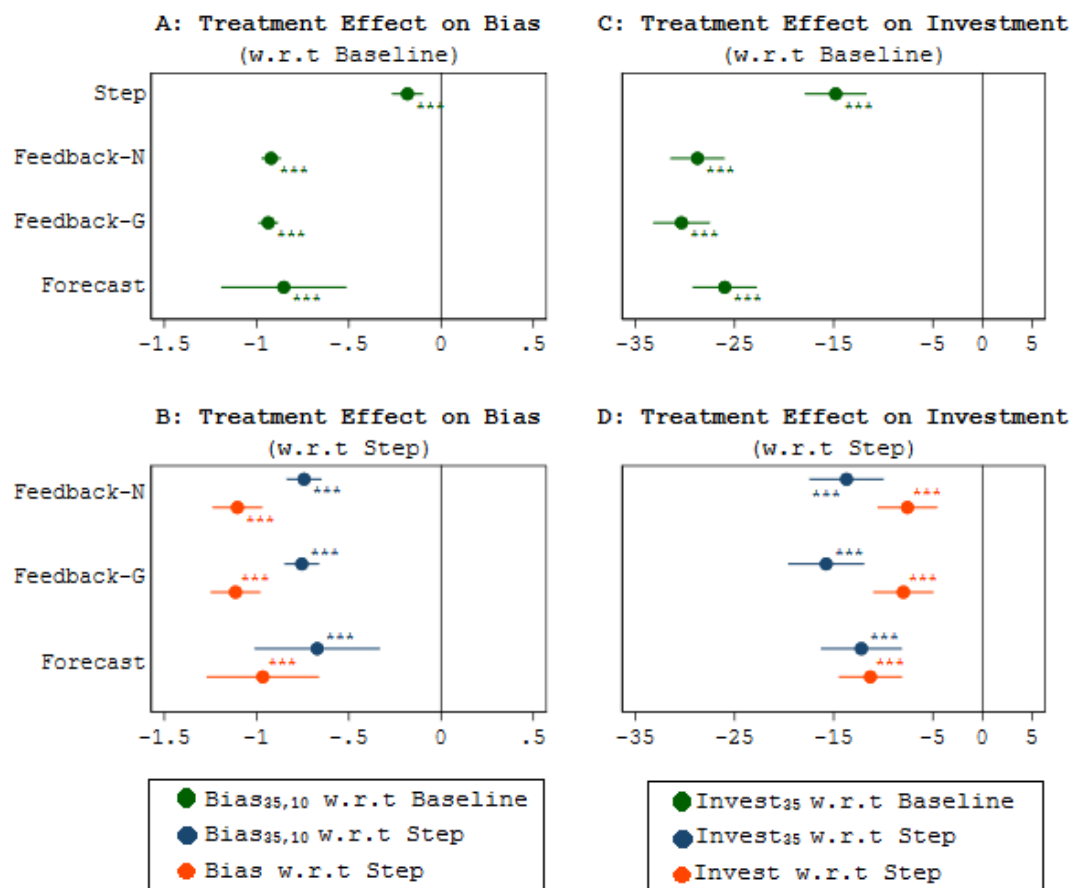 A: Treatment Effect on Bias
(w.r.t Baseline)
Step
***
Feedback-N
***
Feedback-G
***
Forecast
***
-1.5 -1 -.5 0 .5
C: Treatment Effect on Investment
(w.r.t Baseline)
***
***
***
***
-35 -25 -15 -5 0 5
B: Treatment Effect on Bias
(w.r.t Step)
Feedback-N
***
***
Feedback-G
***
***
Forecast
***
***
-1.5 -1 -.5 0 .5
D: Treatment Effect on Investment
(w.r.t Step)
***
***
***
***
***
***
-35 -25 -15 -5 0 5
Bias₃₅,₁₀ w.r.t Baseline
Bias₃₅,₁₀ w.r.t Step
Bias w.r.t Step
Invest₃₅ w.r.t Baseline
Invest₃₅ w.r.t Step
Invest w.r.t Step